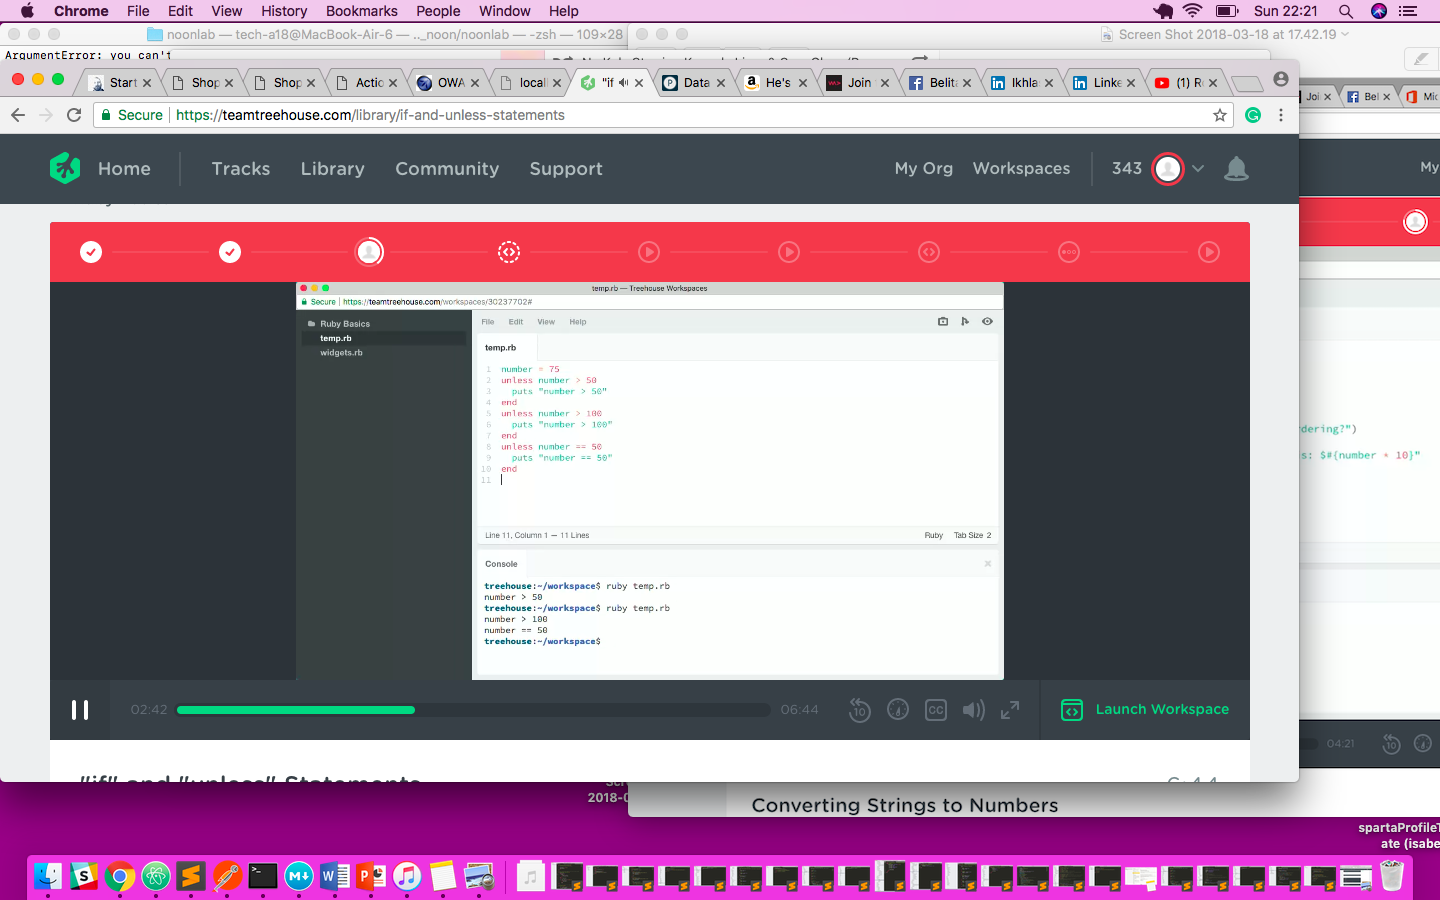 Chrome File Edit View History Bookmarks People Window Help Sun 22:21
noonlab — tech-a18@MacBook-Air-6 — .._noon/noonlab — -zsh — 109×28
Screen Shot 2018-03-18 at 17.42.19
ArgumentError: you can't
Start Shop Shop Actio OWA locall "if Data He's Join Belita Ikhla Linke (1) R
Joi Bel Mic
Secure https://teamtreehouse.com/library/if-and-unless-statements
Home Tracks Library Community Support My Org Workspaces 343
My
temp.rb — Treehouse Workspaces
Secure https://teamtreehouse.com/workspaces/30237702#
File Edit View Help
Ruby Basics
temp.rb
widgets.rb
temp.rb
1 number = 75
2 unless number > 50
3 puts "number > 50"
4 end
5 unless number > 100
6 puts "number > 100"
7 end
8 unless number == 50
9 puts "number == 50"
10 end
11
Line 11, Column 1 — 11 Lines Ruby Tab Size 2
Console
treehouse:~/workspace$ ruby temp.rb
number > 50
treehouse:~/workspace$ ruby temp.rb
number > 100
number == 50
treehouse:~/workspace$
dering?")
s: $#{number * 10}"
02:42 06:44 10 CC Launch Workspace
04:21 10
"if" and "unless" Statements
2018-0
Converting Strings to Numbers
spartaProfileT
ate (isabe